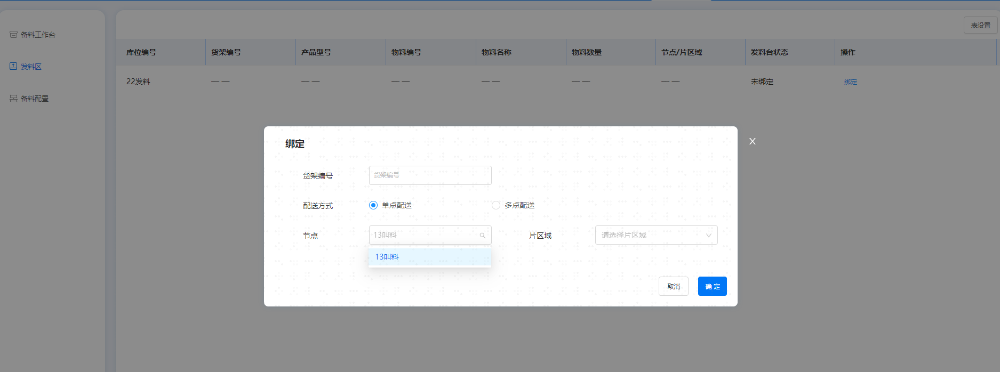 表设置
备料工作台
发料区
备料配置
库位编号 货架编号 产品型号 物料编号 物料名称 物料数量 节点/片区域 发料台状态 操作
22发料 — — — — — — — — — — — — 未绑定 绑定
绑定
X
货架编号 货架编号
配送方式 单点配送 多点配送
节点 13叫料 片区域 请选择片区域
13叫料
取消 确 定